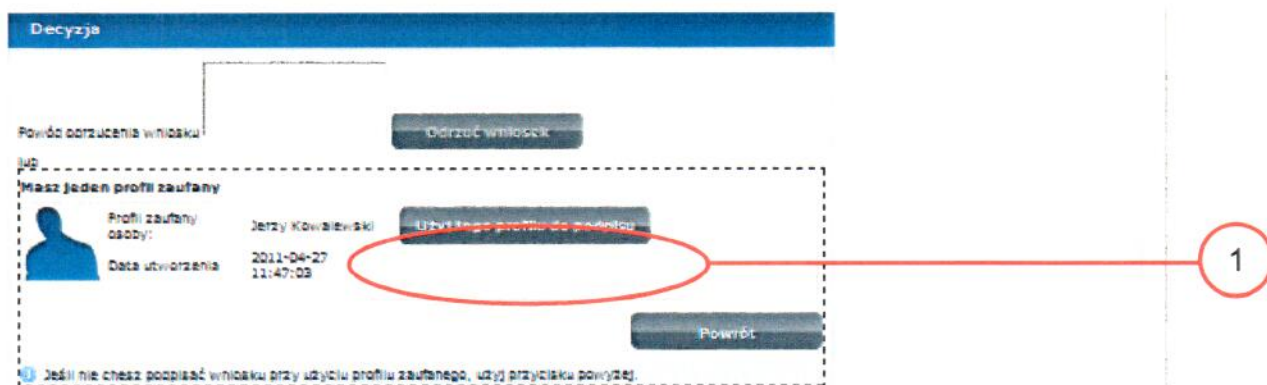 Decyzja
Powód odrzucenia wniosku
Odrzuć wniosek
lub
Masz jeden profil zaufany
Profil zaufany osoby:
Jerzy Kowalewski
Użyj tego profilu do podpisu
Data utworzenia
2011-04-27
11:47:03
1
Powrót
Jeśli nie chesz podpisać wniosku przy użyciu profilu zaufanego, użyj przycisku powyżej.